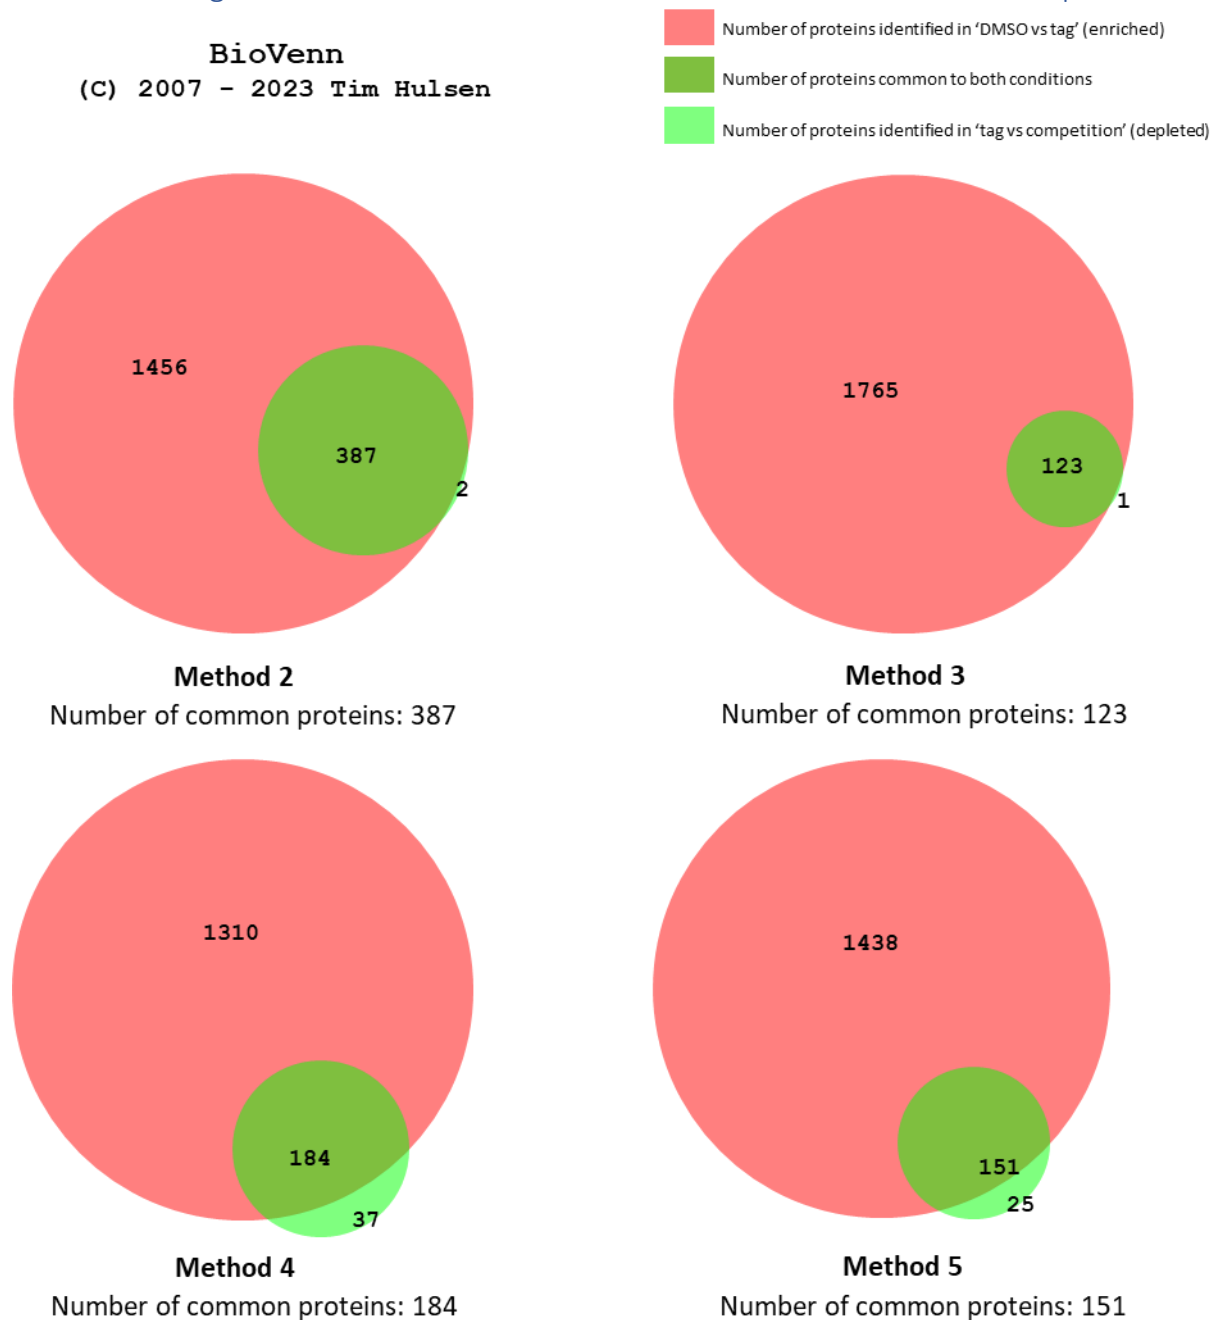 BioVenn
(C) 2007 - 2023 Tim Hulsen
Number of proteins identified in ‘DMSO vs tag’ (enriched)
Number of proteins common to both conditions
Number of proteins identified in ‘tag vs competition’ (depleted)
1456
387
2
Method 2
Number of common proteins: 387
1765
123
1
Method 3
Number of common proteins: 123
1310
184
37
Method 4
Number of common proteins: 184
1438
151
25
Method 5
Number of common proteins: 151